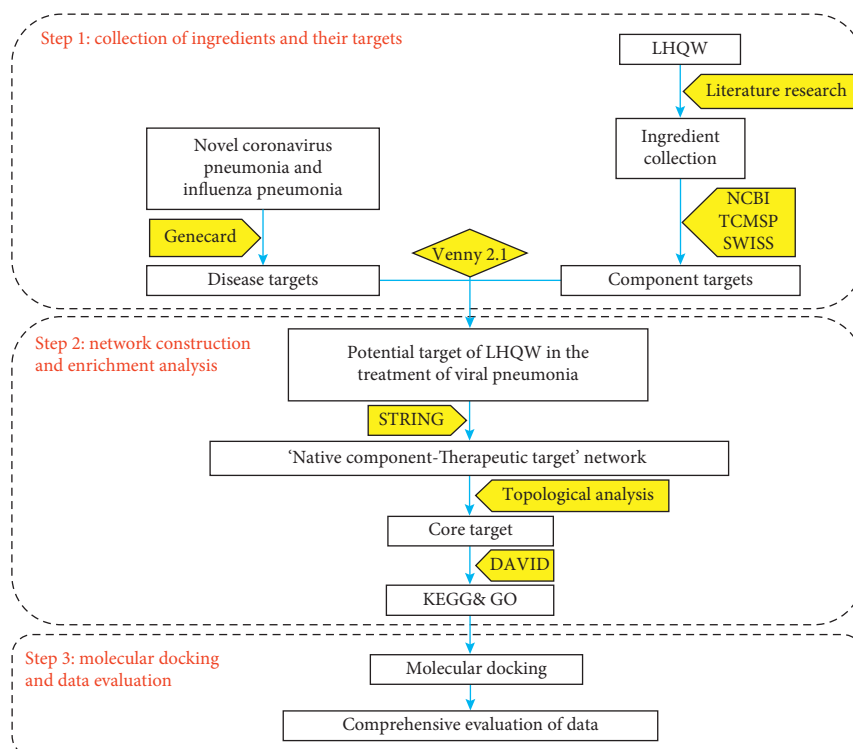 Step 1: collection of ingredients and their targets
LHQW
Literature research
Novel coronavirus
pneumonia and
influenza pneumonia
Ingredient
collection
Genecard
NCBI
TCMSP
SWISS
Venny 2.1
Disease targets
Component targets
Step 2: network construction
and enrichment analysis
Potential target of LHQW in the
treatment of viral pneumonia
STRING
‘Native component-Therapeutic target’ network
Topological analysis
Core target
DAVID
KEGG& GO
Step 3: molecular docking
and data evaluation
Molecular docking
Comprehensive evaluation of data